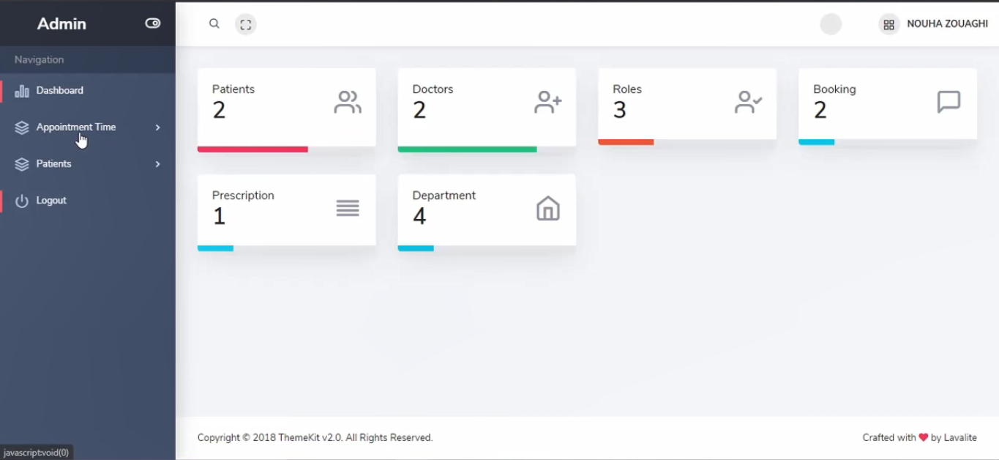 Admin
NOUHA ZOUAGHI
Navigation
Dashboard
Appointment Time
Patients
Logout
Patients
2
Doctors
2
Roles
3
Booking
2
Prescription
1
Department
4
Copyright © 2018 ThemeKit v2.0. All Rights Reserved.
Crafted with ❤ by Lavalite
javascript:void(0)